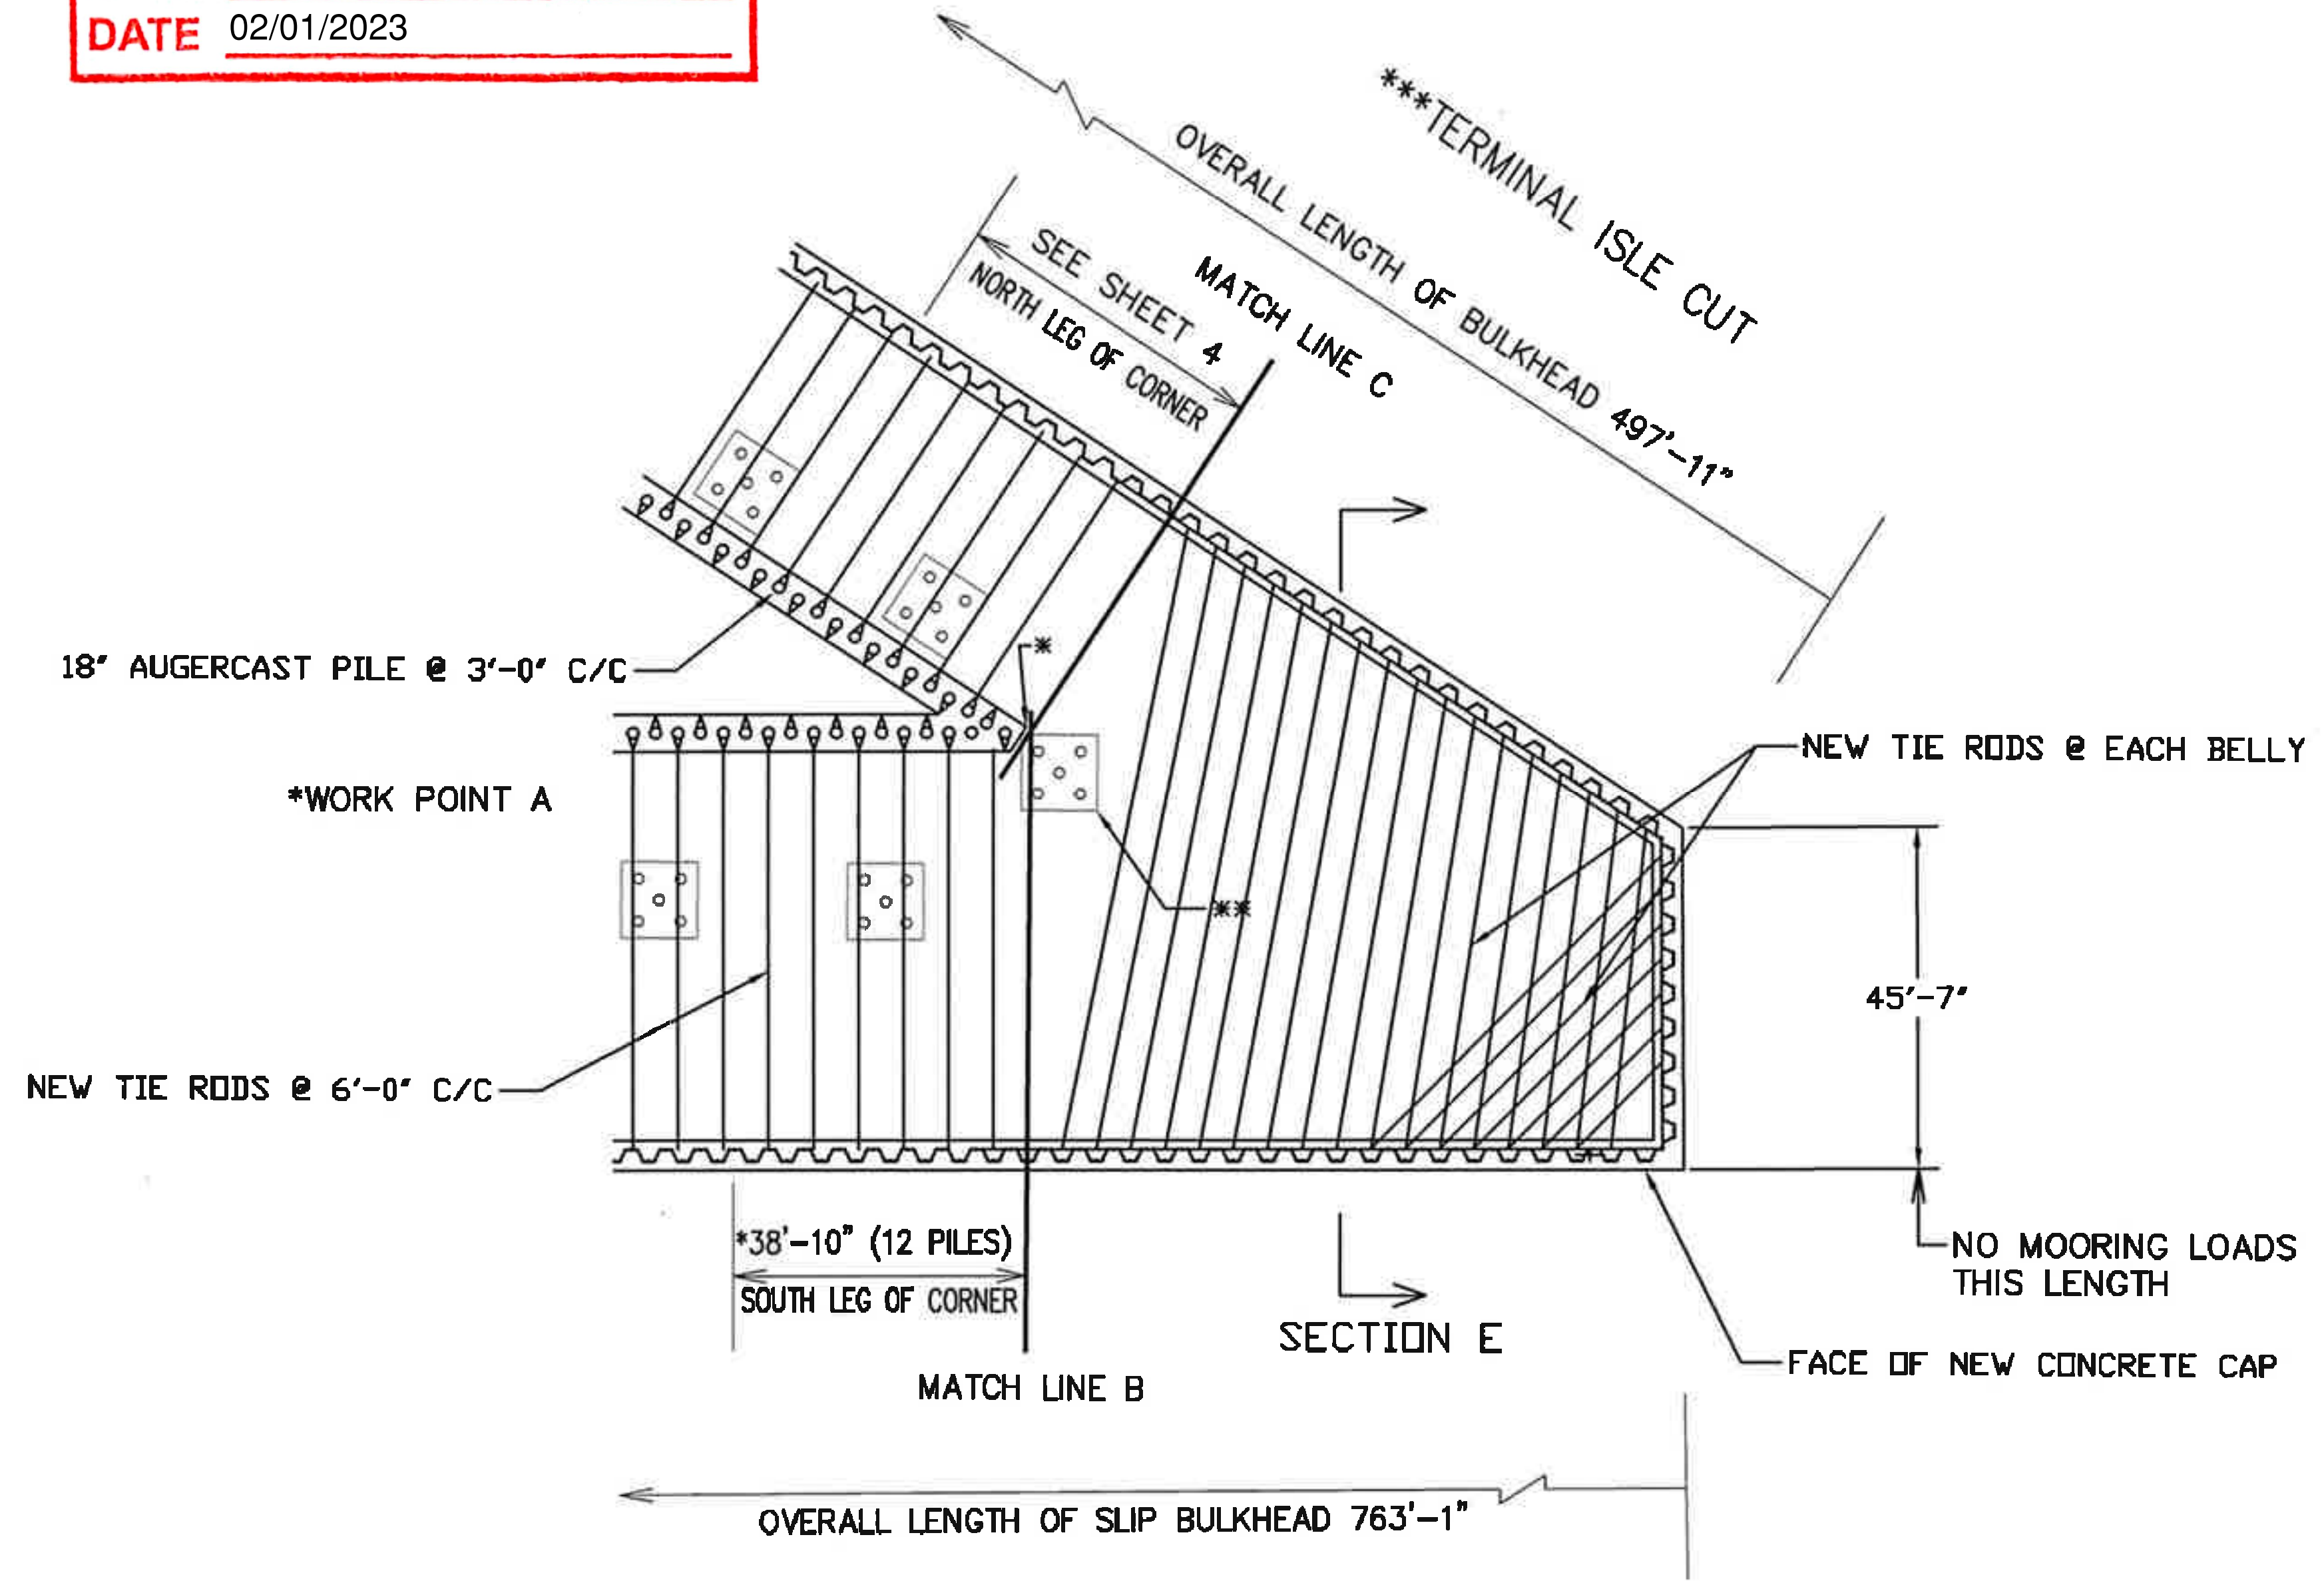 DATE 02/01/2023
***TERMINAL ISLE CUT
OVERALL LENGTH OF BULKHEAD 497'-11"
SEE SHEET 4
NORTH LEG OF CORNER
MATCH LINE C
18" AUGERCAST PILE @ 3'-0" C/C
*
*WORK POINT A
NEW TIE RODS @ EACH BELLY
**
45'-7"
NEW TIE RODS @ 6'-0" C/C
*38'-10" (12 PILES)
SOUTH LEG OF CORNER
NO MOORING LOADS
THIS LENGTH
SECTION E
FACE OF NEW CONCRETE CAP
MATCH LINE B
OVERALL LENGTH OF SLIP BULKHEAD 763'-1"